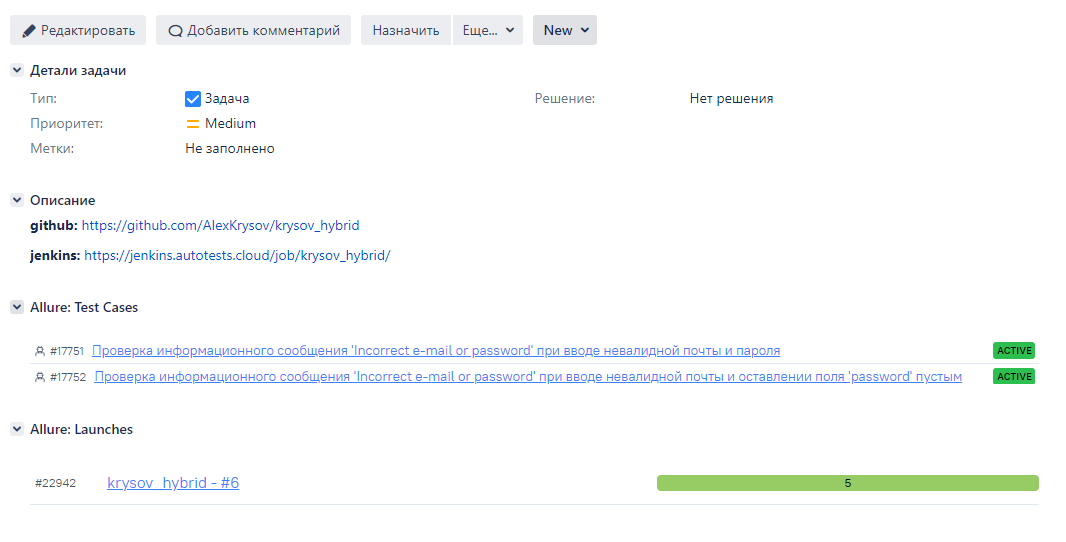 Редактировать Добавить комментарий Назначить Еще... New
Детали задачи
Тип: Задача Решение: Нет решения
Приоритет: Medium
Метки: Не заполнено
Описание
github: https://github.com/AlexKrysov/krysov_hybrid
jenkins: https://jenkins.autotests.cloud/job/krysov_hybrid/
Allure: Test Cases
#17751 Проверка информационного сообщения 'Incorrect e-mail or password' при вводе невалидной почты и пароля ACTIVE
#17752 Проверка информационного сообщения 'Incorrect e-mail or password' при вводе невалидной почты и оставлении поля 'password' пустым ACTIVE
Allure: Launches
#22942 krysov_hybrid - #6 5